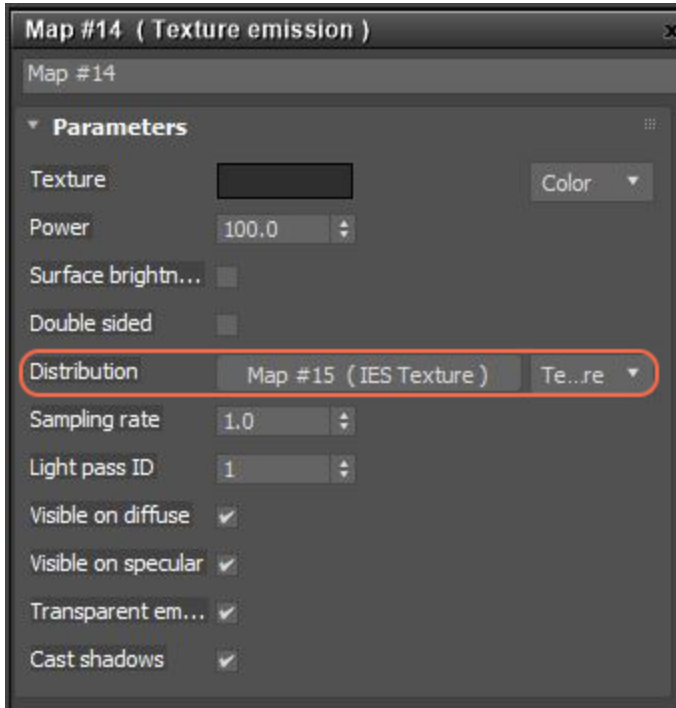 Map #14 ( Texture emission )
Map #14
Parameters
Texture Color
Power 100.0
Surface brightn...
Double sided
Distribution Map #15 ( IES Texture ) Te...re
Sampling rate 1.0
Light pass ID 1
Visible on diffuse
Visible on specular
Transparent em...
Cast shadows